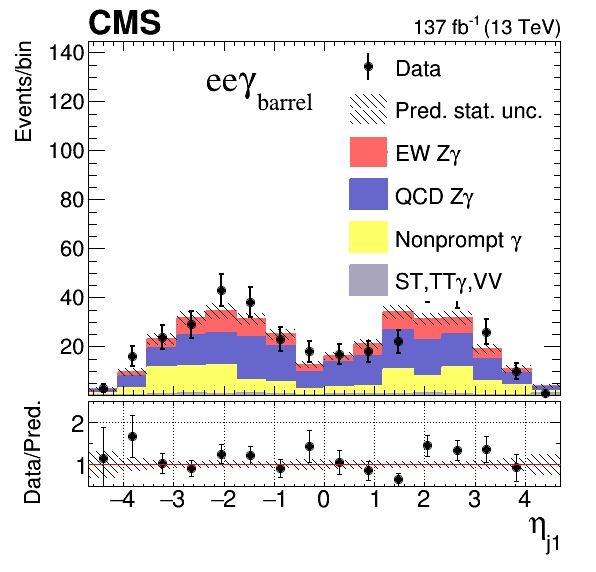 CMS 137 fb⁻¹ (13 TeV)
Events/bin
140
120
100
80
60
40
20
eeγ_barrel
Data
Pred. stat. unc.
EW Zγ
QCD Zγ
Nonprompt γ
ST,TTγ,VV
Data/Pred.
2
1
−4 −3 −2 −1 0 1 2 3 4
η_j1